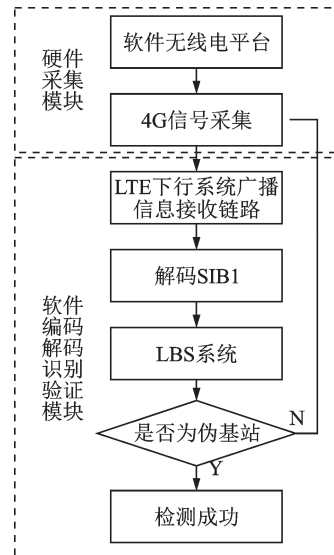 硬件
采集
模块
软件无线电平台
4G信号采集
LTE下行系统广播
信息接收链路
解码SIB1
软件
编码
解码
识别
验证
模块
LBS系统
是否为伪基站
N
Y
检测成功